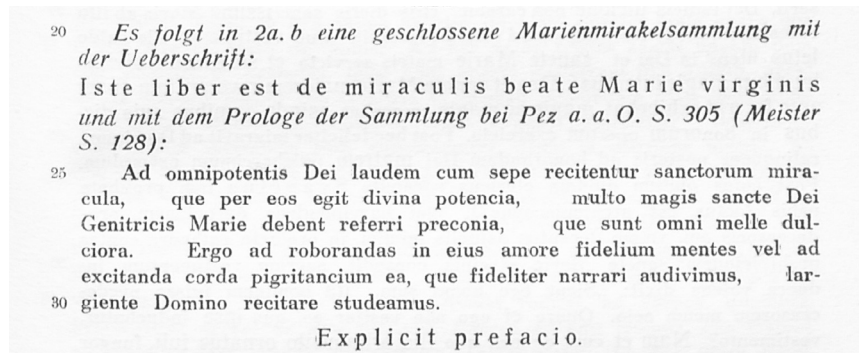 20 Es folgt in 2a. b eine geschlossene Marienmirakelsammlung mit
der Ueberschrift:
Iste liber est de miraculis beate Marie virginis
und mit dem Prologe der Sammlung bei Pez a. a. O. S. 305 (Meister
S. 128):
25 Ad omnipotentis Dei laudem cum sepe recitentur sanctorum mira-
cula, que per eos egit divina potencia, multo magis sancte Dei
Genitricis Marie debent referri preconia, que sunt omni melle dul-
ciora. Ergo ad roborandas in eius amore fidelium mentes vel ad
excitanda corda pigritancium ea, que fideliter narrari audivimus, lar-
30 giente Domino recitare studeamus.
Explicit prefacio.